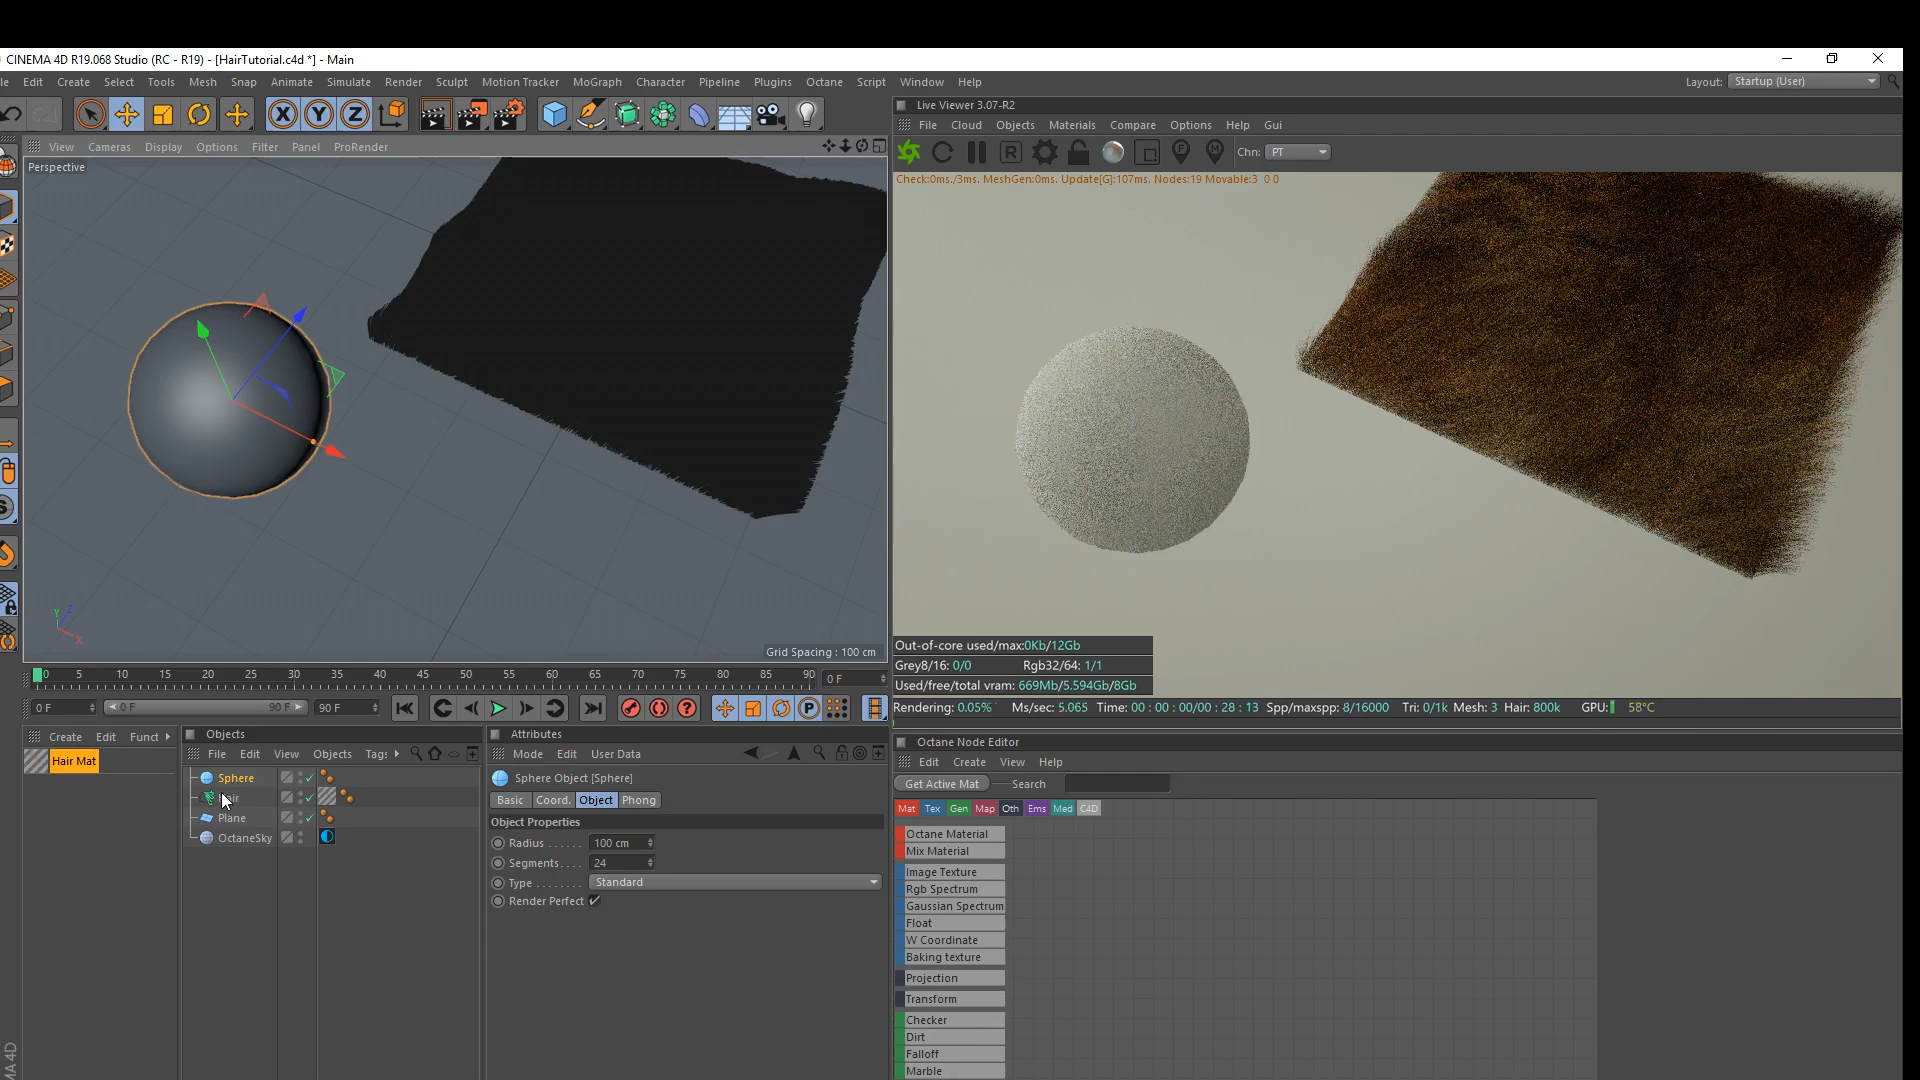 CINEMA 4D R19.068 Studio (RC - R19) - [HairTutorial.c4d *] - Main
le Edit Create Select Tools Mesh Snap Animate Simulate Render Sculpt Motion Tracker MoGraph Character Pipeline Plugins Octane Script Window Help
Layout: Startup (User)
X Y Z
Live Viewer 3.07-R2
File Cloud Objects Materials Compare Options Help Gui
R F M Chn: PT
View Cameras Display Options Filter Panel ProRender
Perspective
Check:0ms./3ms. MeshGen:0ms. Update[G]:107ms. Nodes:19 Movable:3 0 0
Y Z
X
Grid Spacing : 100 cm
Out-of-core used/max:0Kb/12Gb
Grey8/16: 0/0 Rgb32/64: 1/1
Used/free/total vram: 669Mb/5.594Gb/8Gb
Rendering: 0.05% Ms/sec: 5.065 Time: 00 : 00 : 00/00 : 28 : 13 Spp/maxspp: 8/16000 Tri: 0/1k Mesh: 3 Hair: 800k GPU: 58°C
0 5 10 15 20 25 30 35 40 45 50 55 60 65 70 75 80 85 90 0 F
0 F 0 F 90 F 90 F
Create Edit Funct
Hair Mat
Objects
File Edit View Objects Tags
Sphere
Plane
OctaneSky
Attributes
Mode Edit User Data
Sphere Object [Sphere]
Basic Coord. Object Phong
Object Properties
Radius . . . . . . 100 cm
Segments. . . . 24
Type . . . . . . . . Standard
Render Perfect
Octane Node Editor
Edit Create View Help
Get Active Mat Search
Mat Tex Gen Map Oth Ems Med C4D
Octane Material
Mix Material
Image Texture
Rgb Spectrum
Gaussian Spectrum
Float
W Coordinate
Baking texture
Projection
Transform
Checker
Dirt
Falloff
Marble
MA 4D